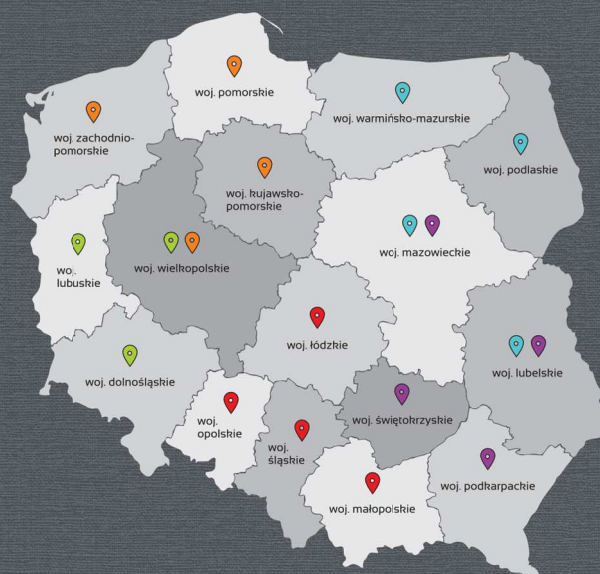 woj. pomorskie
woj. warmińsko-mazurskie
woj. zachodnio-
pomorskie
woj. podlaskie
woj. kujawsko-
pomorskie
woj. mazowieckie
woj. wielkopolskie
woj.
lubuskie
woj. łódzkie
woj. lubelskie
woj. dolnośląskie
woj.
opolskie
woj. świętokrzyskie
woj.
śląskie
woj. podkarpackie
woj. małopolskie